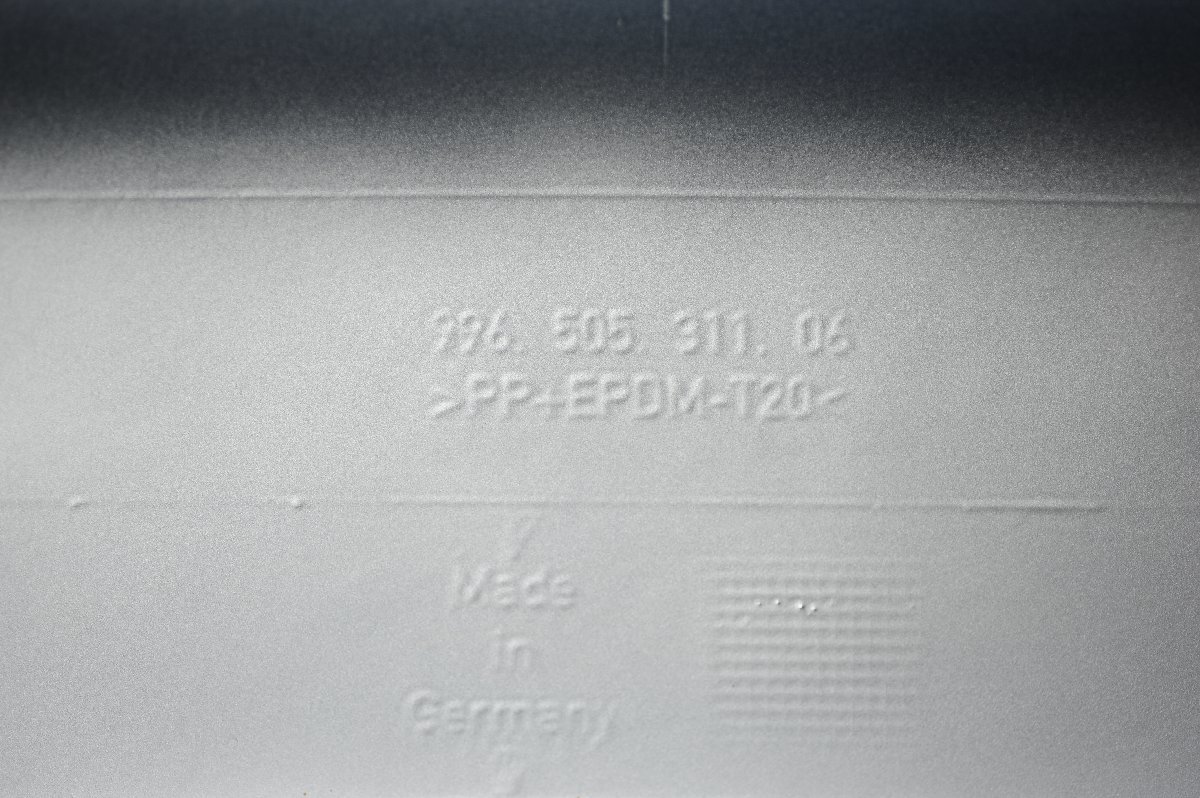 996. 505. 311. 06
>PP+EPDM-T20<
Made
in
Germany